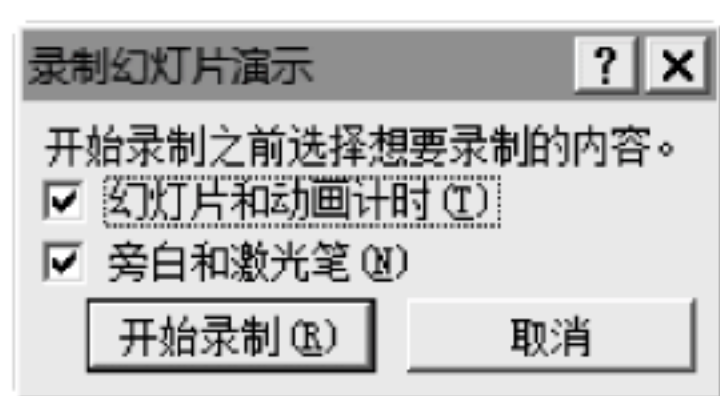 录制幻灯片演示
开始录制之前选择想要录制的内容。
幻灯片和动画计时(T)
旁白和激光笔(N)
开始录制(R) 取消